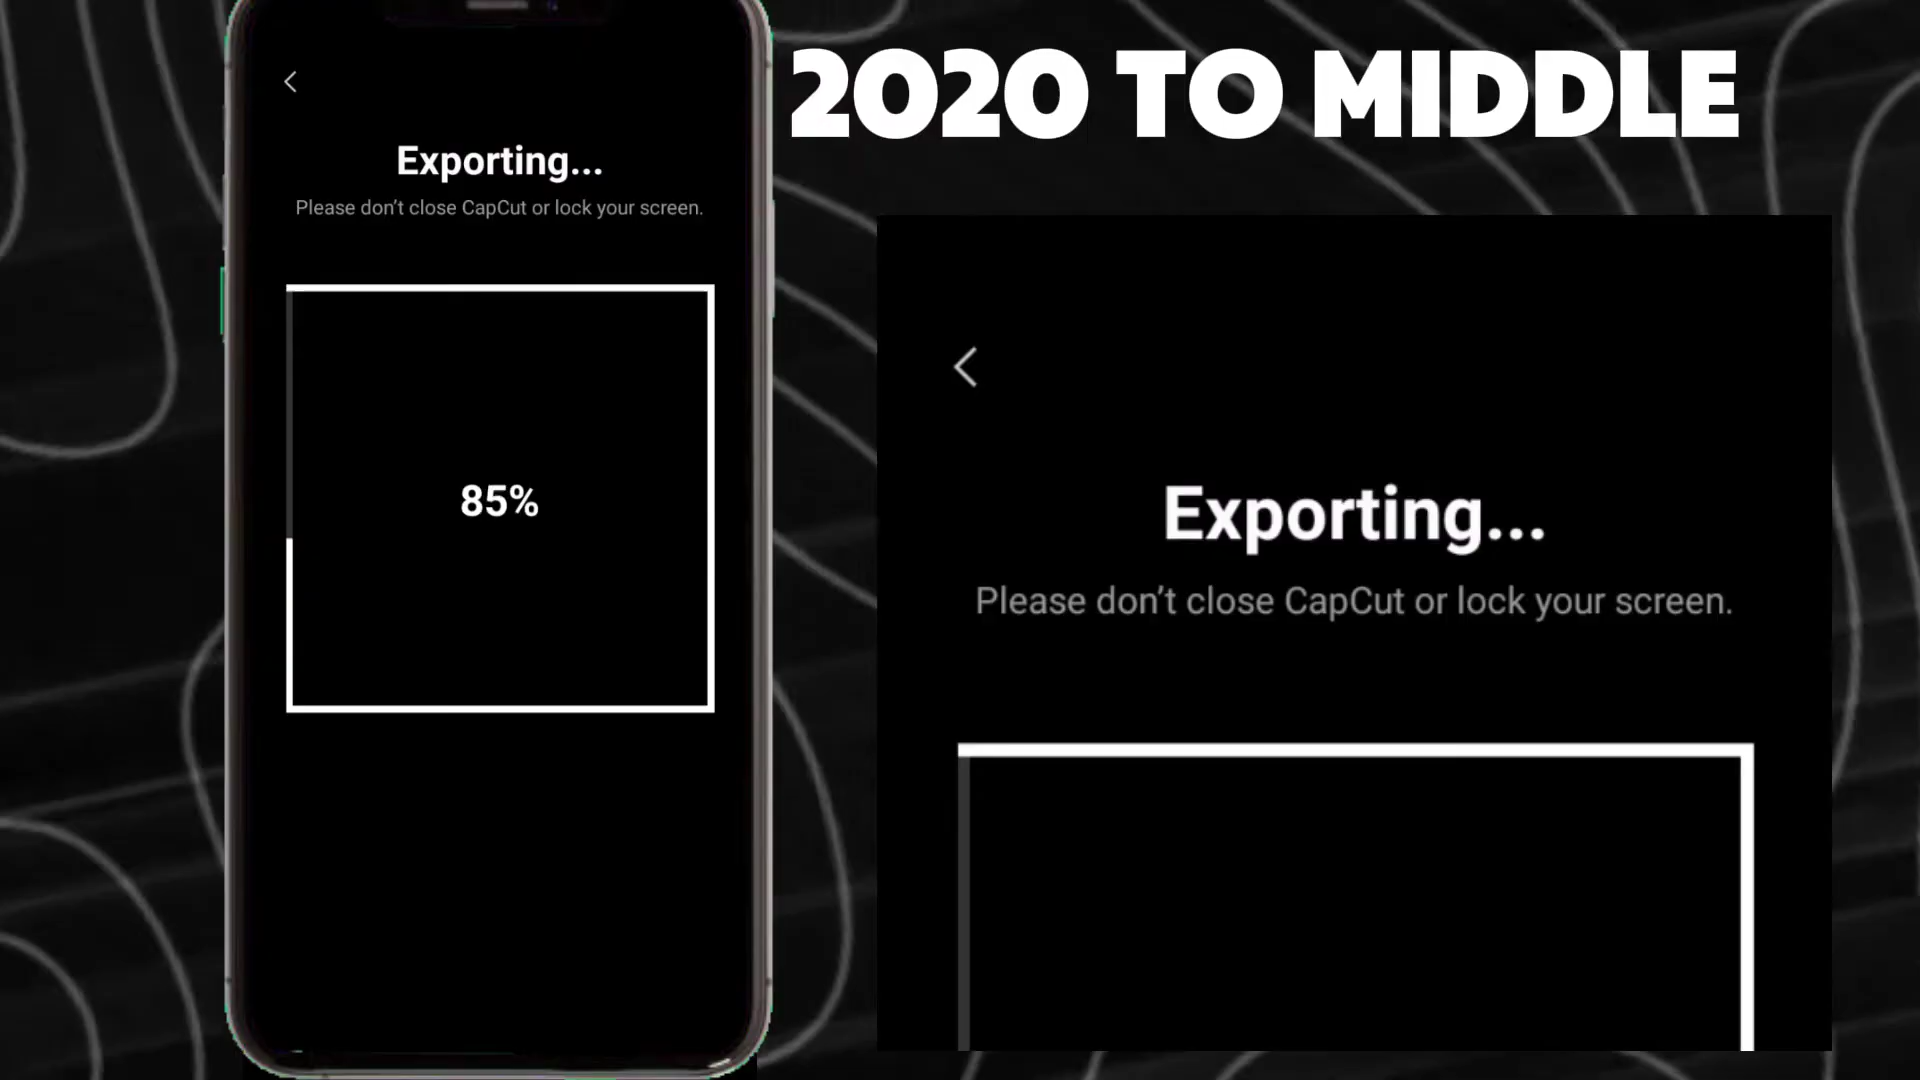 2020 TO MIDDLE
Exporting...
Please don’t close CapCut or lock your screen.
85%
Exporting...
Please don’t close CapCut or lock your screen.